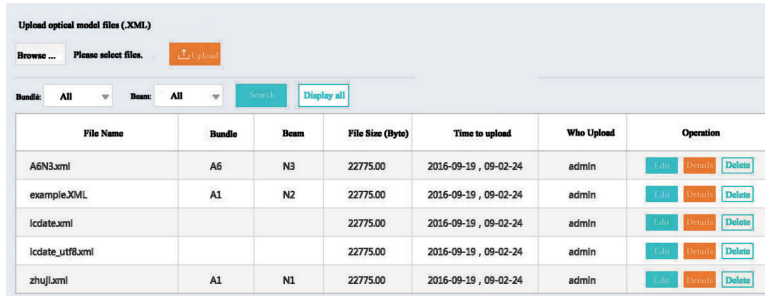 Upload optical model files (.XML)
Browse ... Please select files. Upload
Bundle: All Beam: All Search Display all
File Name Bundle Beam File Size (Byte) Time to upload Who Upload Operation
A6N3.xml A6 N3 22775.00 2016-09-19 , 09-02-24 admin Edit Details Delete
example.XML A1 N2 22775.00 2016-09-19 , 09-02-24 admin Edit Details Delete
lcdate.xml 22775.00 2016-09-19 , 09-02-24 admin Edit Details Delete
lcdate_utf8.xml 22775.00 2016-09-19 , 09-02-24 admin Edit Details Delete
zhuji.xml A1 N1 22775.00 2016-09-19 , 09-02-24 admin Edit Details Delete